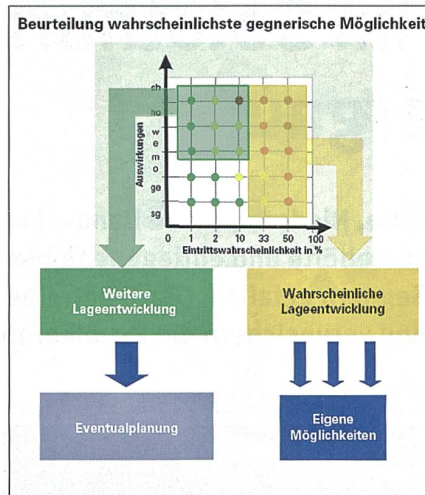 Beurteilung wahrscheinlichste gegnerische Möglichkeit
Auswirkungen
ch
ho
w e
m o
ge
sg
0 1 2 10 33 50 100
Eintrittswahrscheinlichkeit in %
Weitere
Lageentwicklung
Wahrscheinliche
Lageentwicklung
Eventualplanung
Eigene
Möglichkeiten